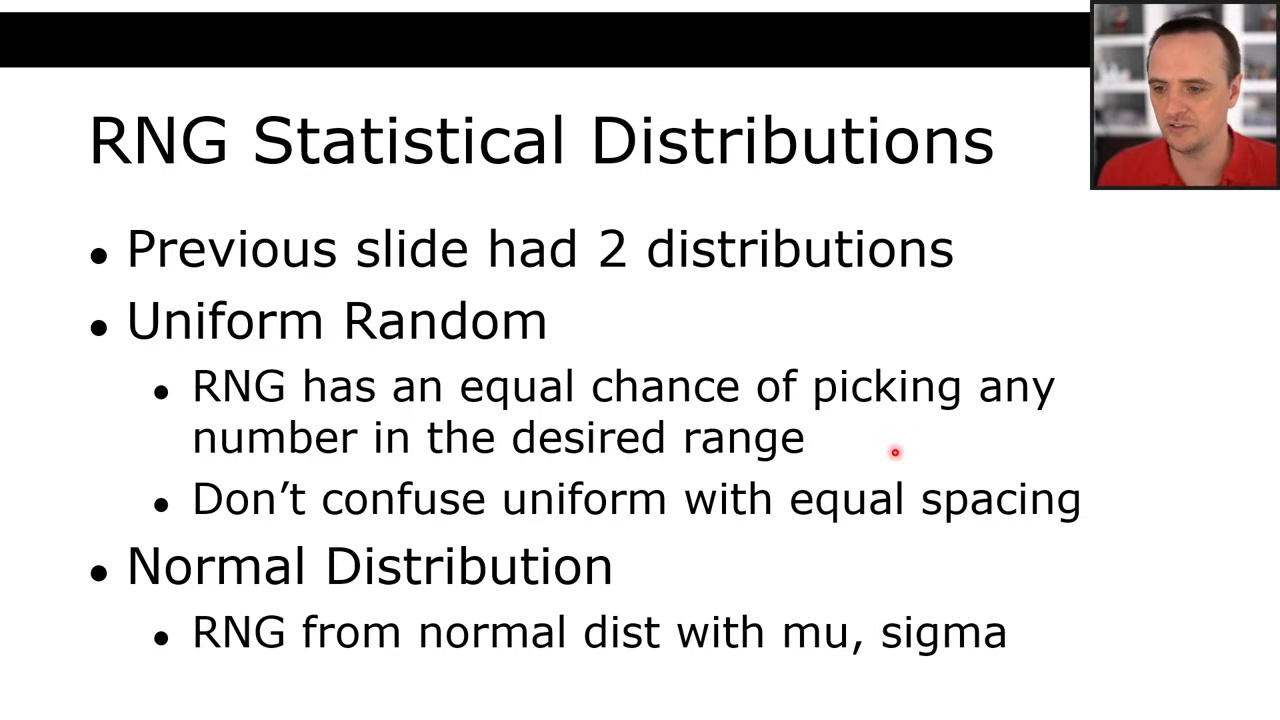 RNG Statistical Distributions
● Previous slide had 2 distributions
● Uniform Random
● RNG has an equal chance of picking any
number in the desired range
● Don’t confuse uniform with equal spacing
● Normal Distribution
● RNG from normal dist with mu, sigma